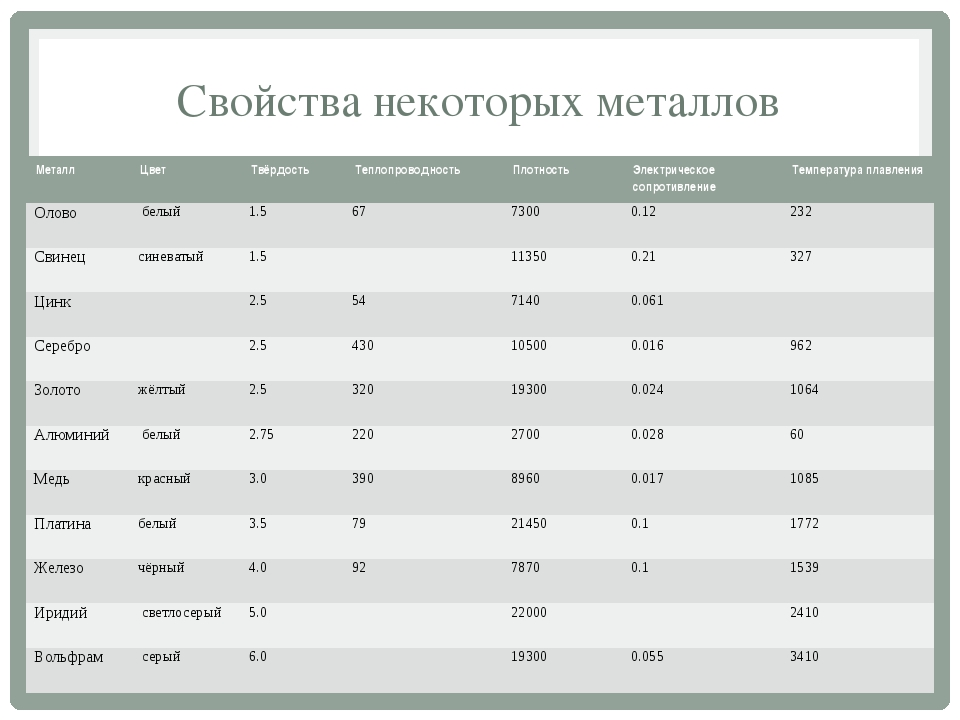 Свойства некоторых металлов
Металл Цвет Твёрдость Теплопроводность Плотность Электрическое сопротивление Температура плавления
Олово белый 1.5 67 7300 0.12 232
Свинец синеватый 1.5 11350 0.21 327
Цинк 2.5 54 7140 0.061
Серебро 2.5 430 10500 0.016 962
Золото жёлтый 2.5 320 19300 0.024 1064
Алюминий белый 2.75 220 2700 0.028 60
Медь красный 3.0 390 8960 0.017 1085
Платина белый 3.5 79 21450 0.1 1772
Железо чёрный 4.0 92 7870 0.1 1539
Иридий светлосерый 5.0 22000 2410
Вольфрам серый 6.0 19300 0.055 3410